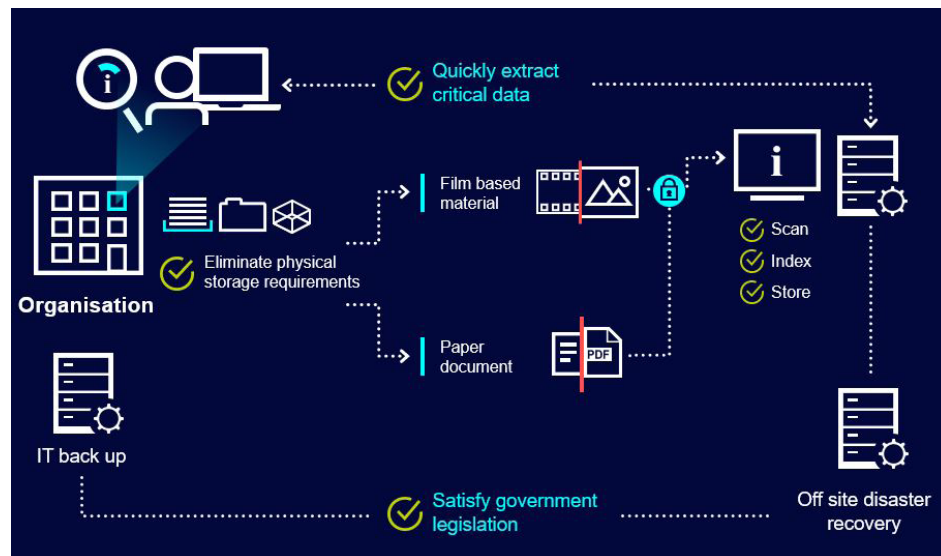 i
Quickly extract
critical data
Film based
material
i
Scan
Index
Store
Eliminate physical
storage requirements
Organisation
Paper
document
PDF
IT back up
Satisfy government
legislation
Off site disaster
recovery